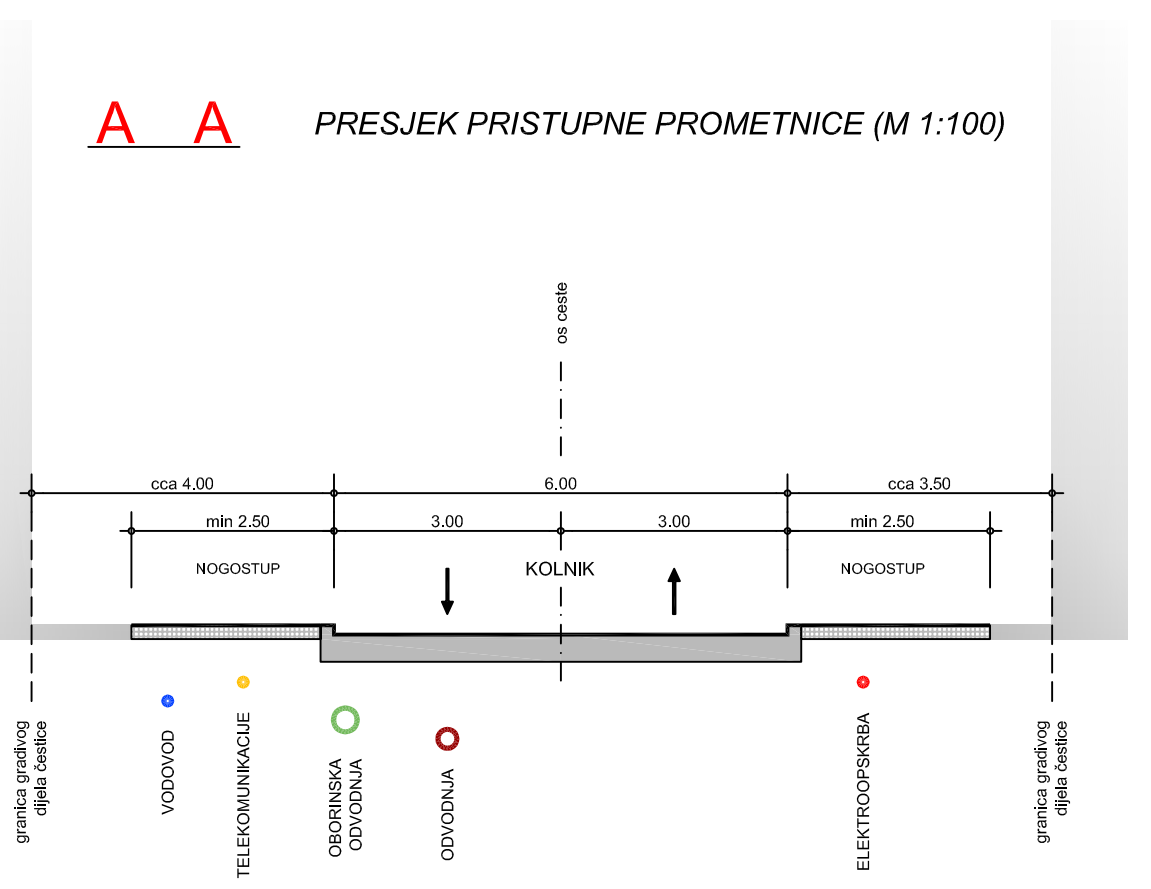 A A
PRESJEK PRISTUPNE PROMETNICE (M 1:100)
os ceste
cca 4.00
6.00
cca 3.50
min 2.50
3.00
3.00
min 2.50
NOGOSTUP
KOLNIK
NOGOSTUP
granica gradivog
dijela čestice
VODOVOD
TELEKOMUNIKACIJE
OBORINSKA
ODVODNJA
ODVODNJA
ELEKTROOPSKRBA
granica gradivog
dijela čestice